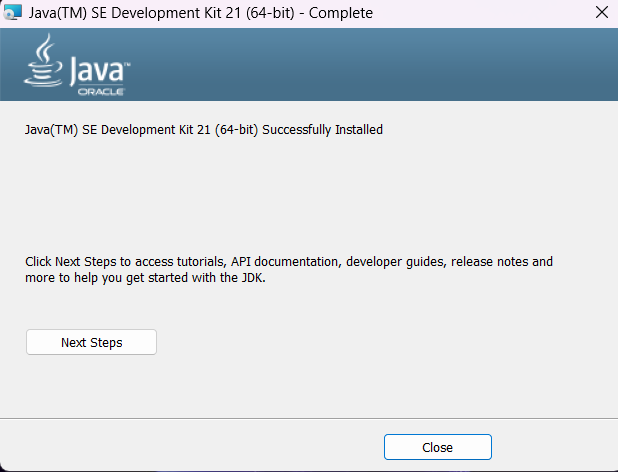 Java(TM) SE Development Kit 21 (64-bit) - Complete
Java™
ORACLE
Java(TM) SE Development Kit 21 (64-bit) Successfully Installed
Click Next Steps to access tutorials, API documentation, developer guides, release notes and
more to help you get started with the JDK.
Next Steps
Close